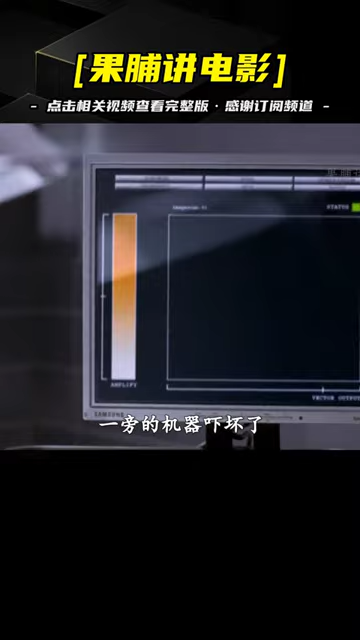 [果脯讲电影]
- 点击相关视频查看完整版 · 感谢订阅频道 -
STATUS
AMPLIFY
VECTOR OUTPUT
SAMSUNG
一旁的机器吓坏了